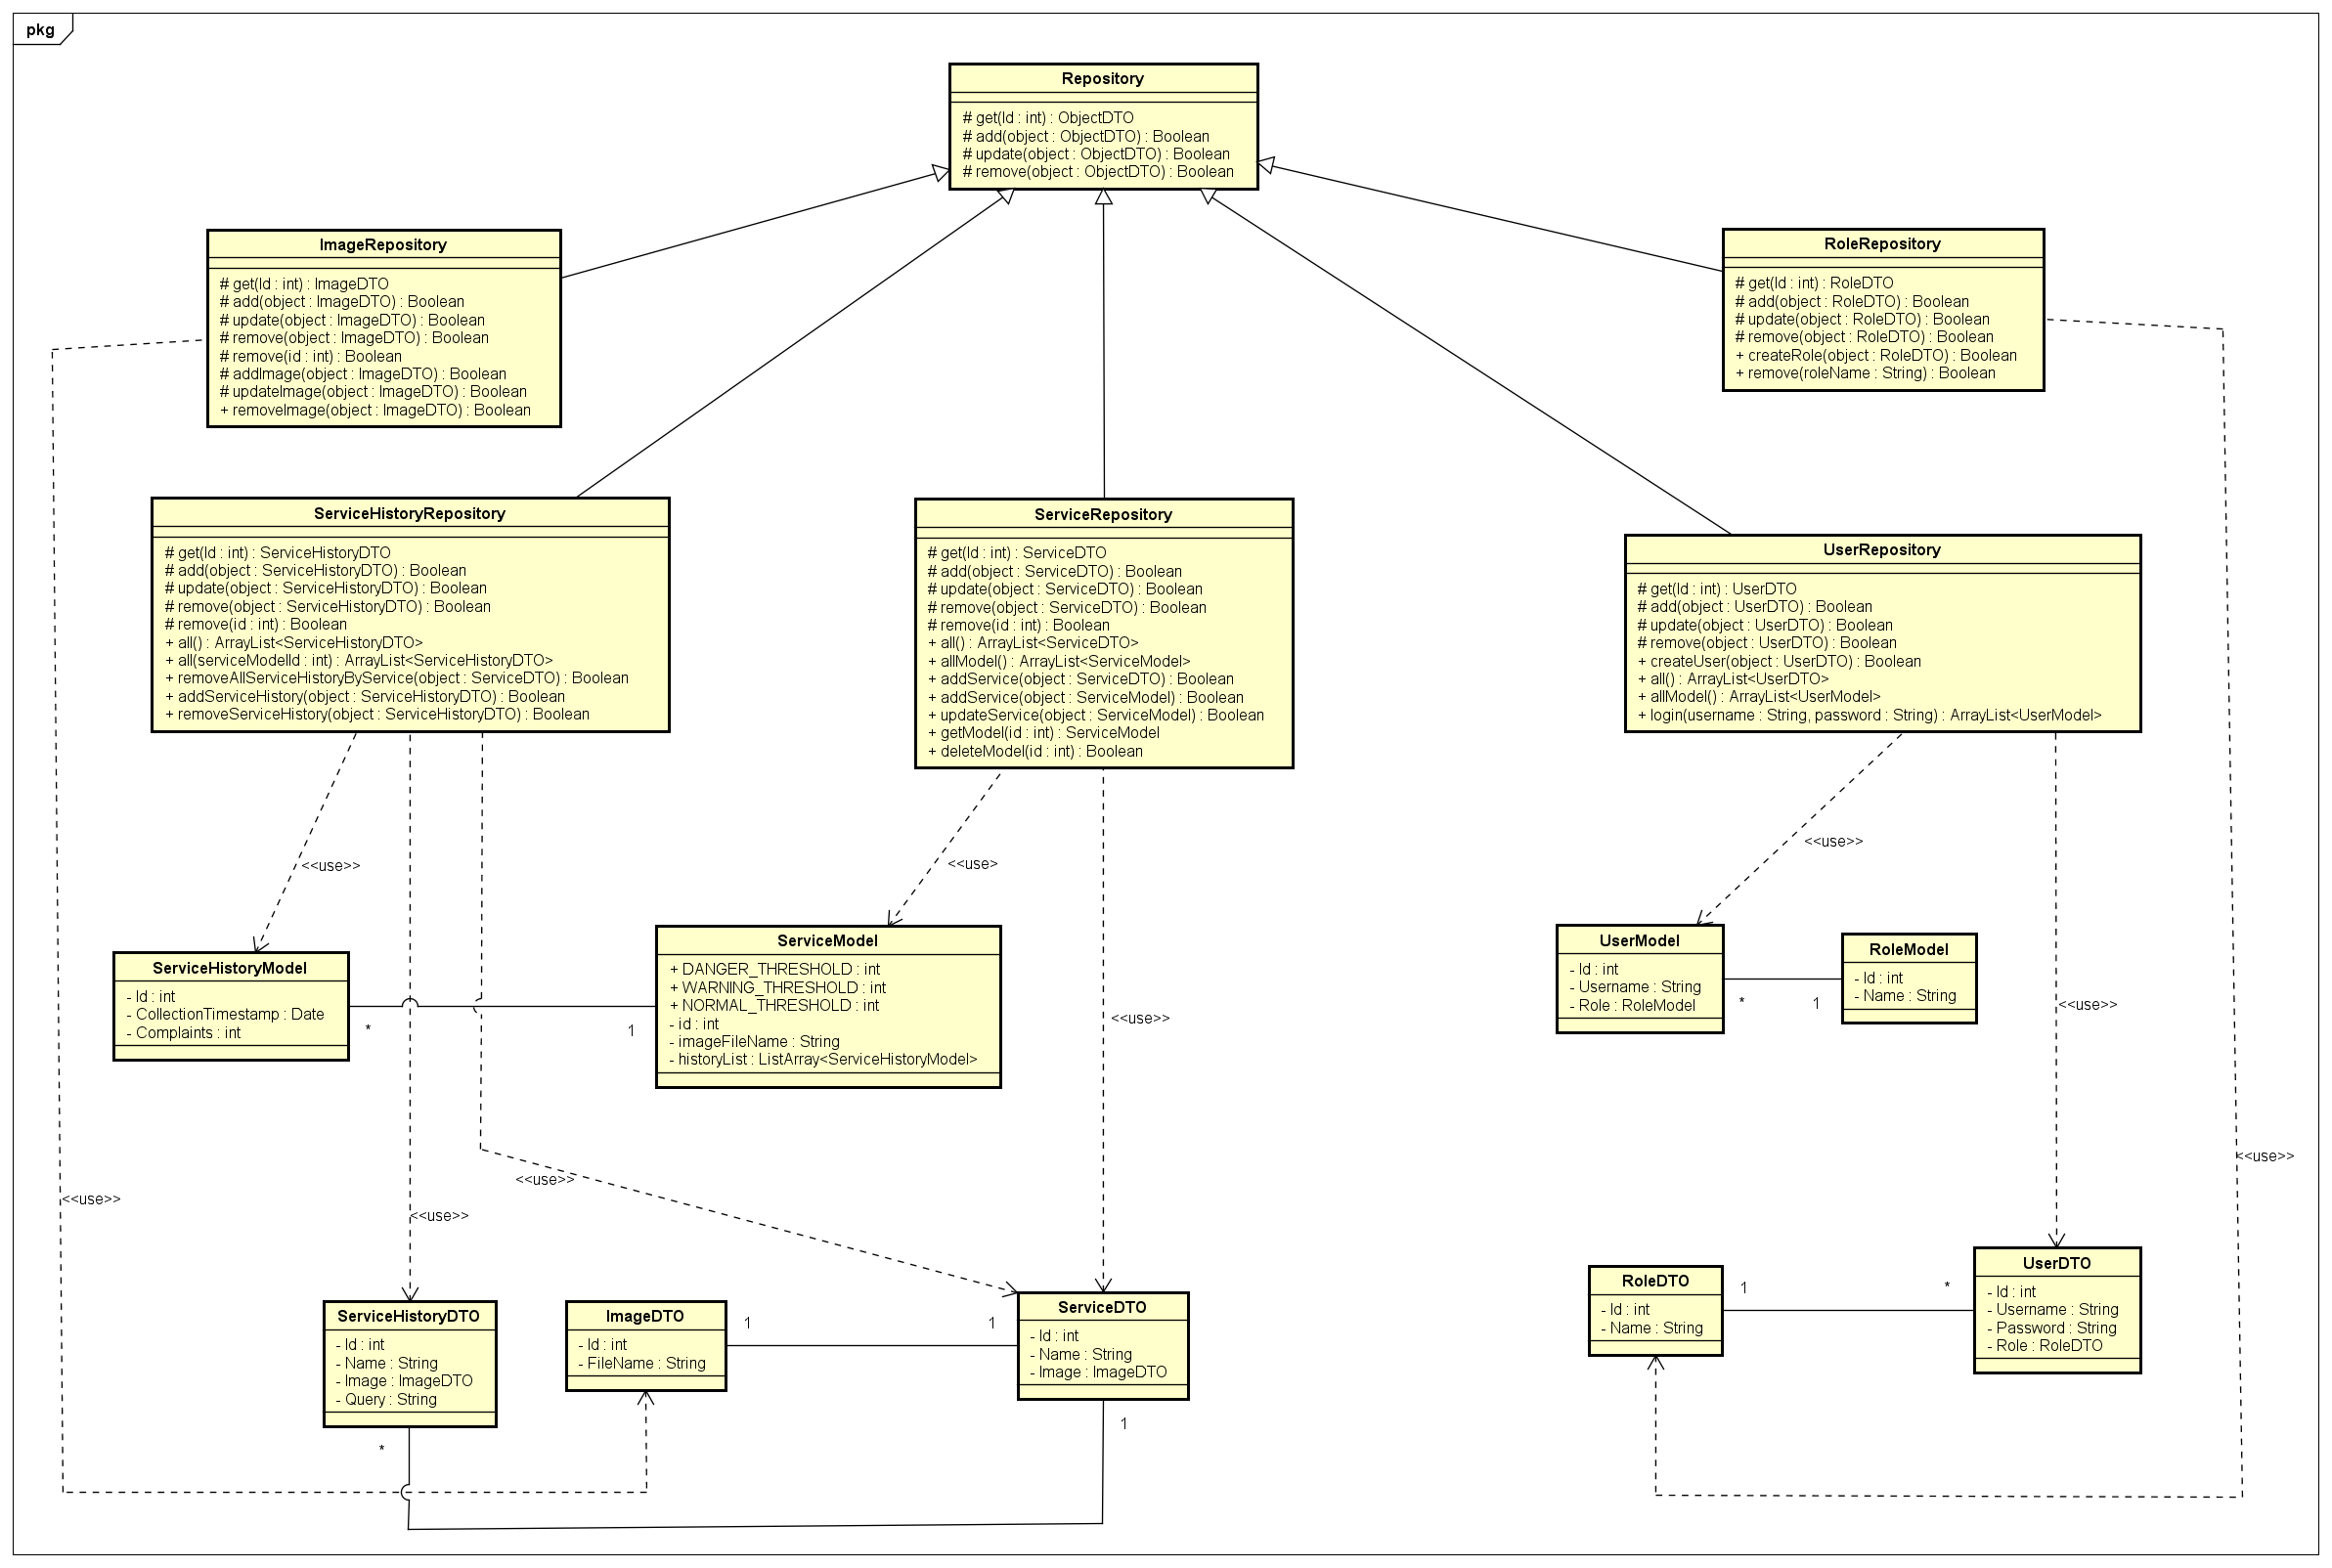 pkg
Repository
# get(Id : int) : ObjectDTO
# add(object : ObjectDTO) : Boolean
# update(object : ObjectDTO) : Boolean
# remove(object : ObjectDTO) : Boolean
ImageRepository
# get(Id : int) : ImageDTO
# add(object : ImageDTO) : Boolean
# update(object : ImageDTO) : Boolean
# remove(object : ImageDTO) : Boolean
# remove(id : int) : Boolean
# addImage(object : ImageDTO) : Boolean
# updateImage(object : ImageDTO) : Boolean
+ removeImage(object : ImageDTO) : Boolean
RoleRepository
# get(Id : int) : RoleDTO
# add(object : RoleDTO) : Boolean
# update(object : RoleDTO) : Boolean
# remove(object : RoleDTO) : Boolean
+ createRole(object : RoleDTO) : Boolean
+ remove(roleName : String) : Boolean
ServiceHistoryRepository
# get(Id : int) : ServiceHistoryDTO
# add(object : ServiceHistoryDTO) : Boolean
# update(object : ServiceHistoryDTO) : Boolean
# remove(object : ServiceHistoryDTO) : Boolean
# remove(id : int) : Boolean
+ all() : ArrayList<ServiceHistoryDTO>
+ all(serviceModelId : int) : ArrayList<ServiceHistoryDTO>
+ removeAllServiceHistoryByService(object : ServiceDTO) : Boolean
+ addServiceHistory(object : ServiceHistoryDTO) : Boolean
+ removeServiceHistory(object : ServiceHistoryDTO) : Boolean
ServiceRepository
# get(Id : int) : ServiceDTO
# add(object : ServiceDTO) : Boolean
# update(object : ServiceDTO) : Boolean
# remove(object : ServiceDTO) : Boolean
# remove(id : int) : Boolean
+ all() : ArrayList<ServiceDTO>
+ allModel() : ArrayList<ServiceModel>
+ addService(object : ServiceDTO) : Boolean
+ addService(object : ServiceModel) : Boolean
+ updateService(object : ServiceModel) : Boolean
+ getModel(id : int) : ServiceModel
+ deleteModel(id : int) : Boolean
UserRepository
# get(Id : int) : UserDTO
# add(object : UserDTO) : Boolean
# update(object : UserDTO) : Boolean
# remove(object : UserDTO) : Boolean
+ createUser(object : UserDTO) : Boolean
+ all() : ArrayList<UserDTO>
+ allModel() : ArrayList<UserModel>
+ login(username : String, password : String) : ArrayList<UserModel>
<<use>>
<<use>
<<use>>
ServiceHistoryModel
- Id : int
- CollectionTimestamp : Date
- Complaints : int
*
1
ServiceModel
+ DANGER_THRESHOLD : int
+ WARNING_THRESHOLD : int
+ NORMAL_THRESHOLD : int
- id : int
- imageFileName : String
- historyList : ListArray<ServiceHistoryModel>
<<use>>
UserModel
- Id : int
- Username : String
- Role : RoleModel
*
1
RoleModel
- Id : int
- Name : String
<<use>>
<<use>>
<<use>>
<<use>>
<<use>>
ServiceHistoryDTO
- Id : int
- Name : String
- Image : ImageDTO
- Query : String
*
ImageDTO
- Id : int
- FileName : String
1
1
ServiceDTO
- Id : int
- Name : String
- Image : ImageDTO
1
RoleDTO
- Id : int
- Name : String
1
*
UserDTO
- Id : int
- Username : String
- Password : String
- Role : RoleDTO